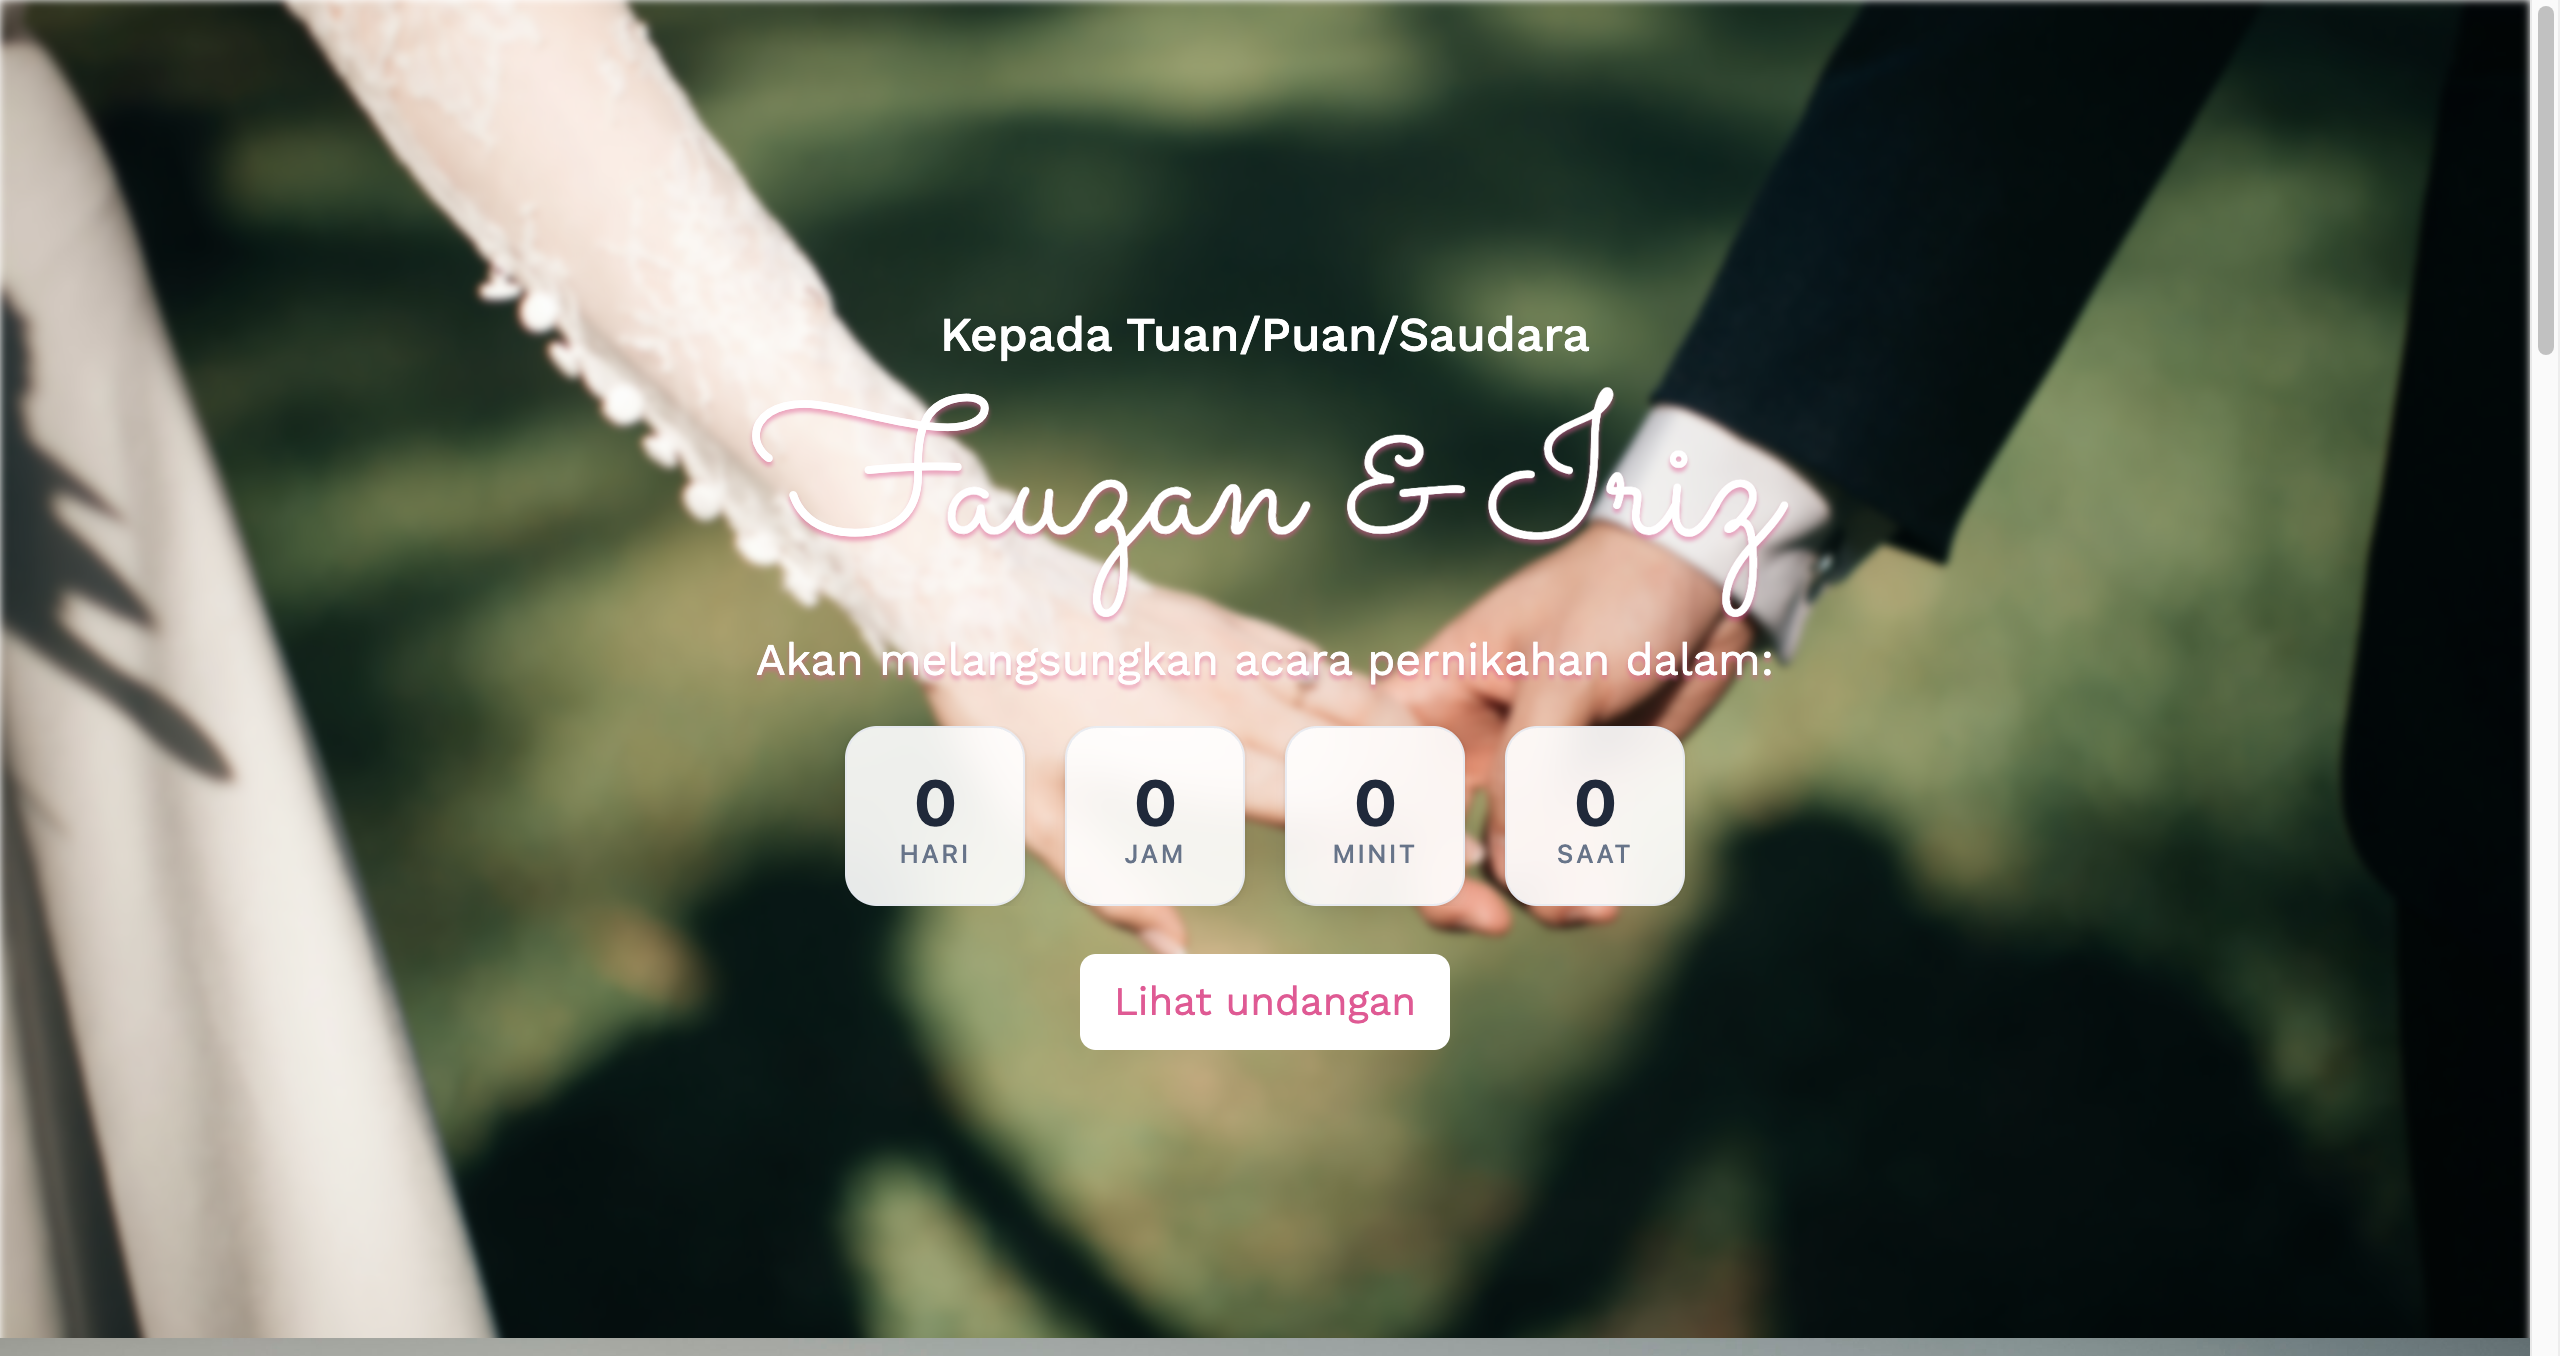 Kepada Tuan/Puan/Saudara
Fauzan & Iriz
Akan melangsungkan acara pernikahan dalam:
0 0 0 0
HARI JAM MINIT SAAT
Lihat undangan